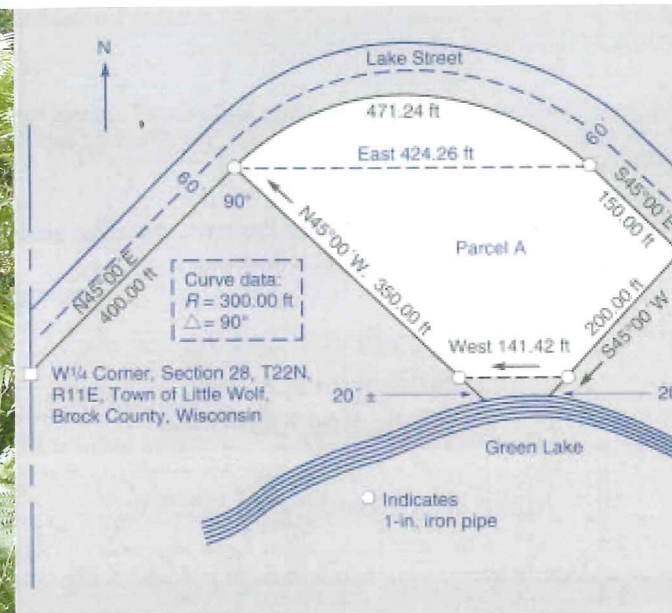 N
Lake Street
471.24 ft
60´
East 424.26 ft
60´
S45°00´E
150.00 ft
90°
N45°00´W. 350.00 ft
Parcel A
N45°00´E
400.00 ft
Curve data:
R = 300.00 ft
△ = 90°
200.00 ft
S45°00´W.
West 141.42 ft
W1/4 Corner, Section 28, T22N,
R11E, Town of Little Wolf,
Brock County, Wisconsin
20´ ±
Green Lake
Indicates
1-in. iron pipe